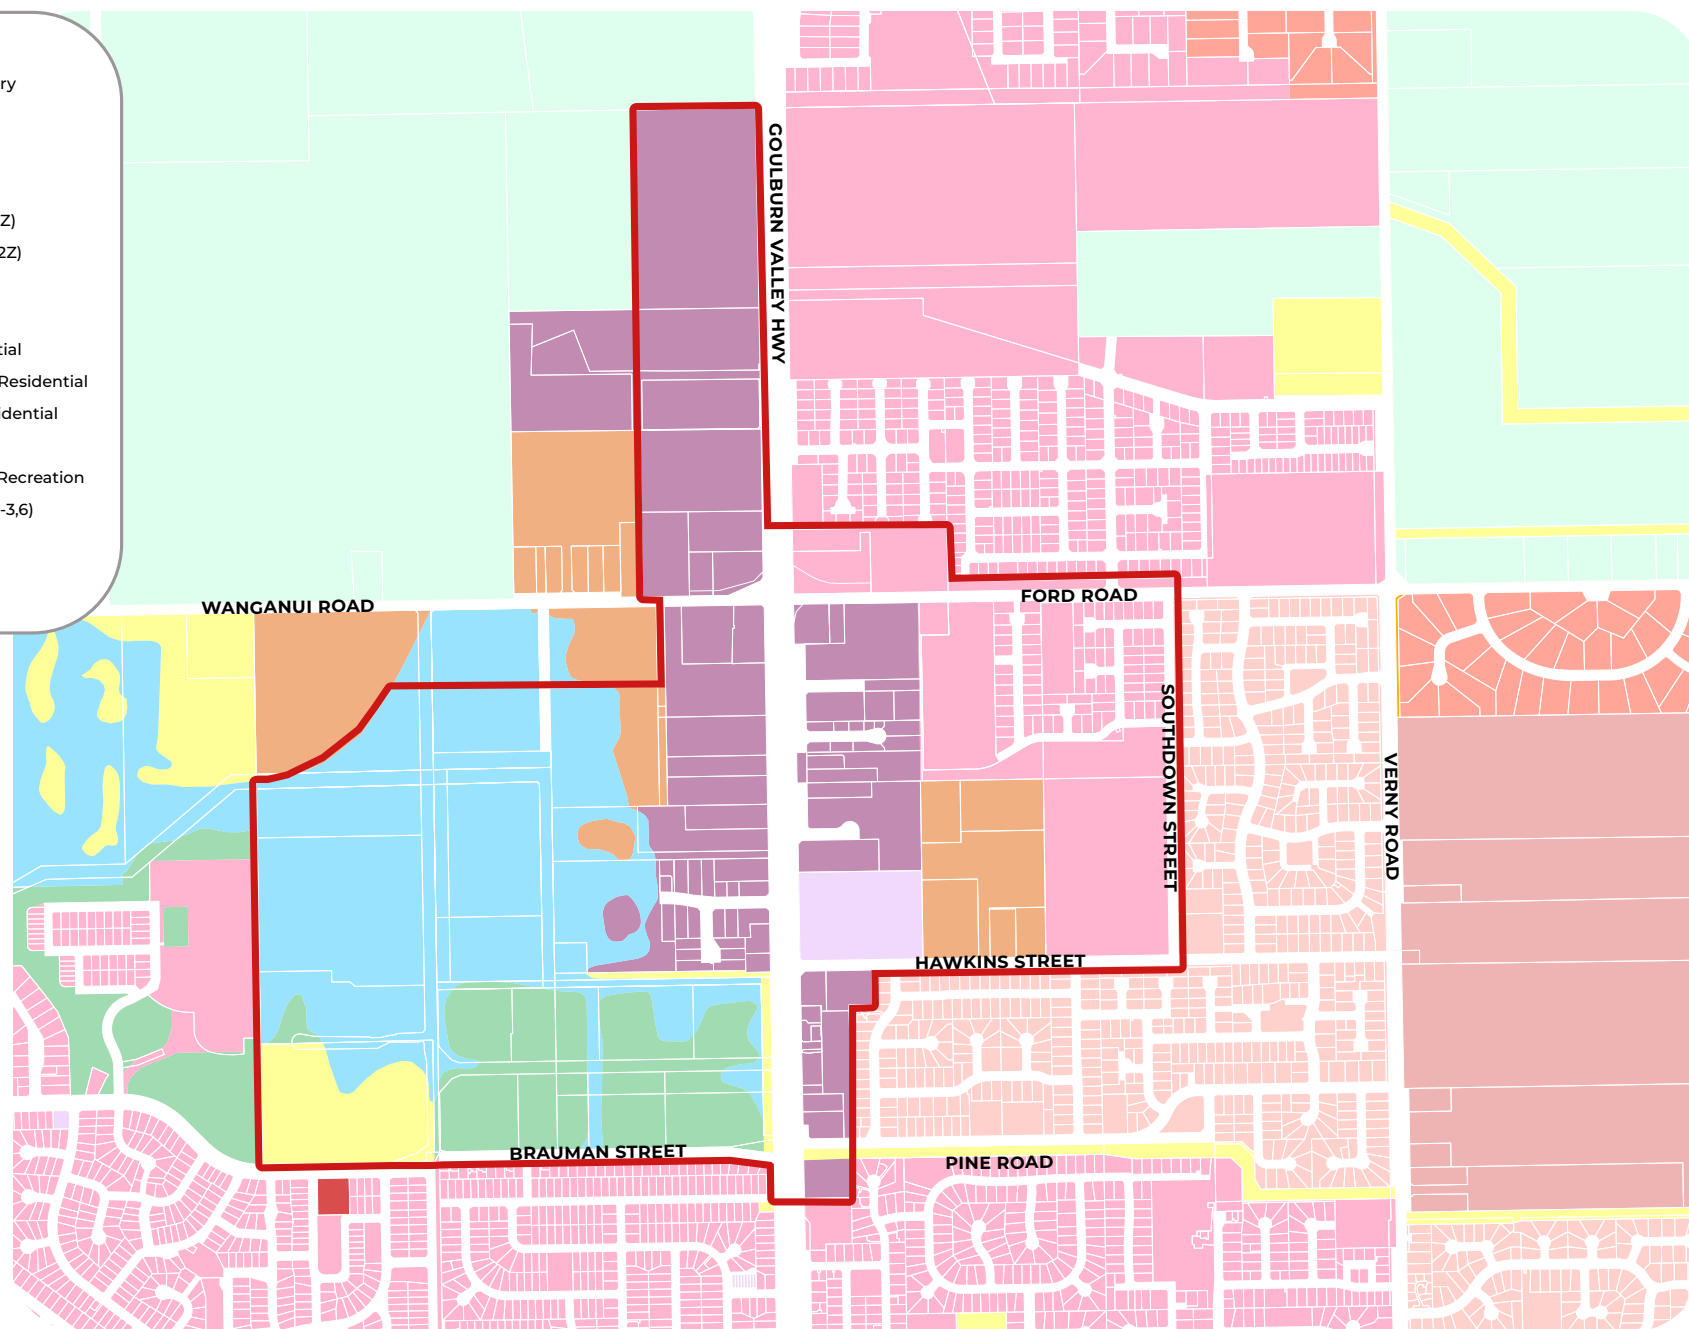 ry
Z)
2Z)
tial
Residential
idential
Recreation
-3,6)
GOULBURN VALLEY HWY
WANGANUI ROAD
FORD ROAD
SOUTHDOWN STREET
VERNY ROAD
HAWKINS STREET
BRAUMAN STREET
PINE ROAD